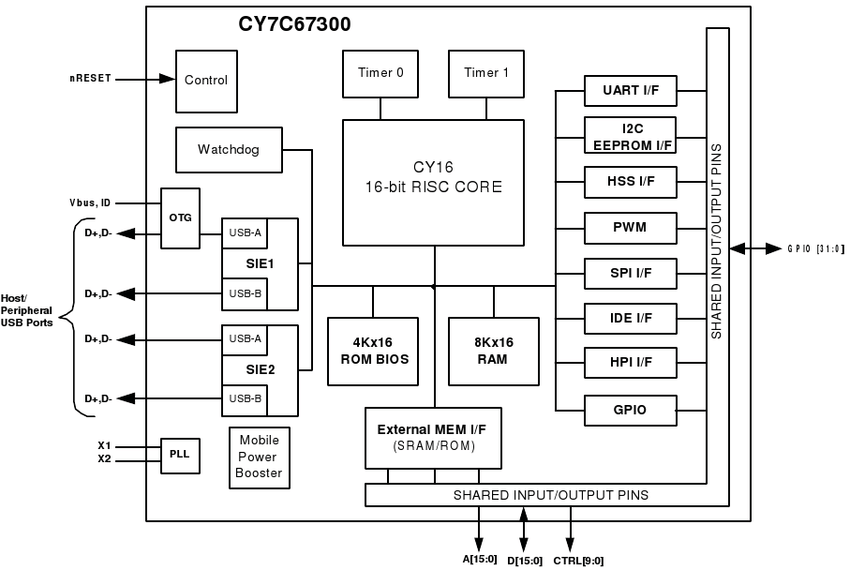 CY7C67300
nRESET
Control
Timer 0
Timer 1
UART I/F
Watchdog
CY16
16-bit RISC CORE
I2C
EEPROM I/F
HSS I/F
Vbus, ID
OTG
D+,D-
USB-A
SIE1
USB-B
D+,D-
PWM
SPI I/F
IDE I/F
HPI I/F
GPIO
SHARED INPUT/OUTPUT PINS
GPIO [31:0]
Host/
Peripheral
USB Ports
D+,D-
USB-A
SIE2
USB-B
D+,D-
4Kx16
ROM BIOS
8Kx16
RAM
External MEM I/F
(SRAM/ROM)
X1
X2
PLL
Mobile
Power
Booster
SHARED INPUT/OUTPUT PINS
A[15:0]
D[15:0]
CTRL[9:0]